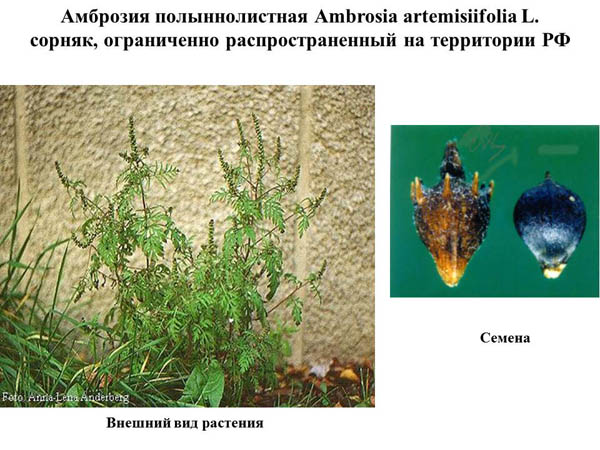 Амброзия полыннолистная Ambrosia artemisiifolia L.
сорняк, ограниченно распространенный на территории РФ
Семена
Foto: Anna-Lena Anderberg
Внешний вид растения